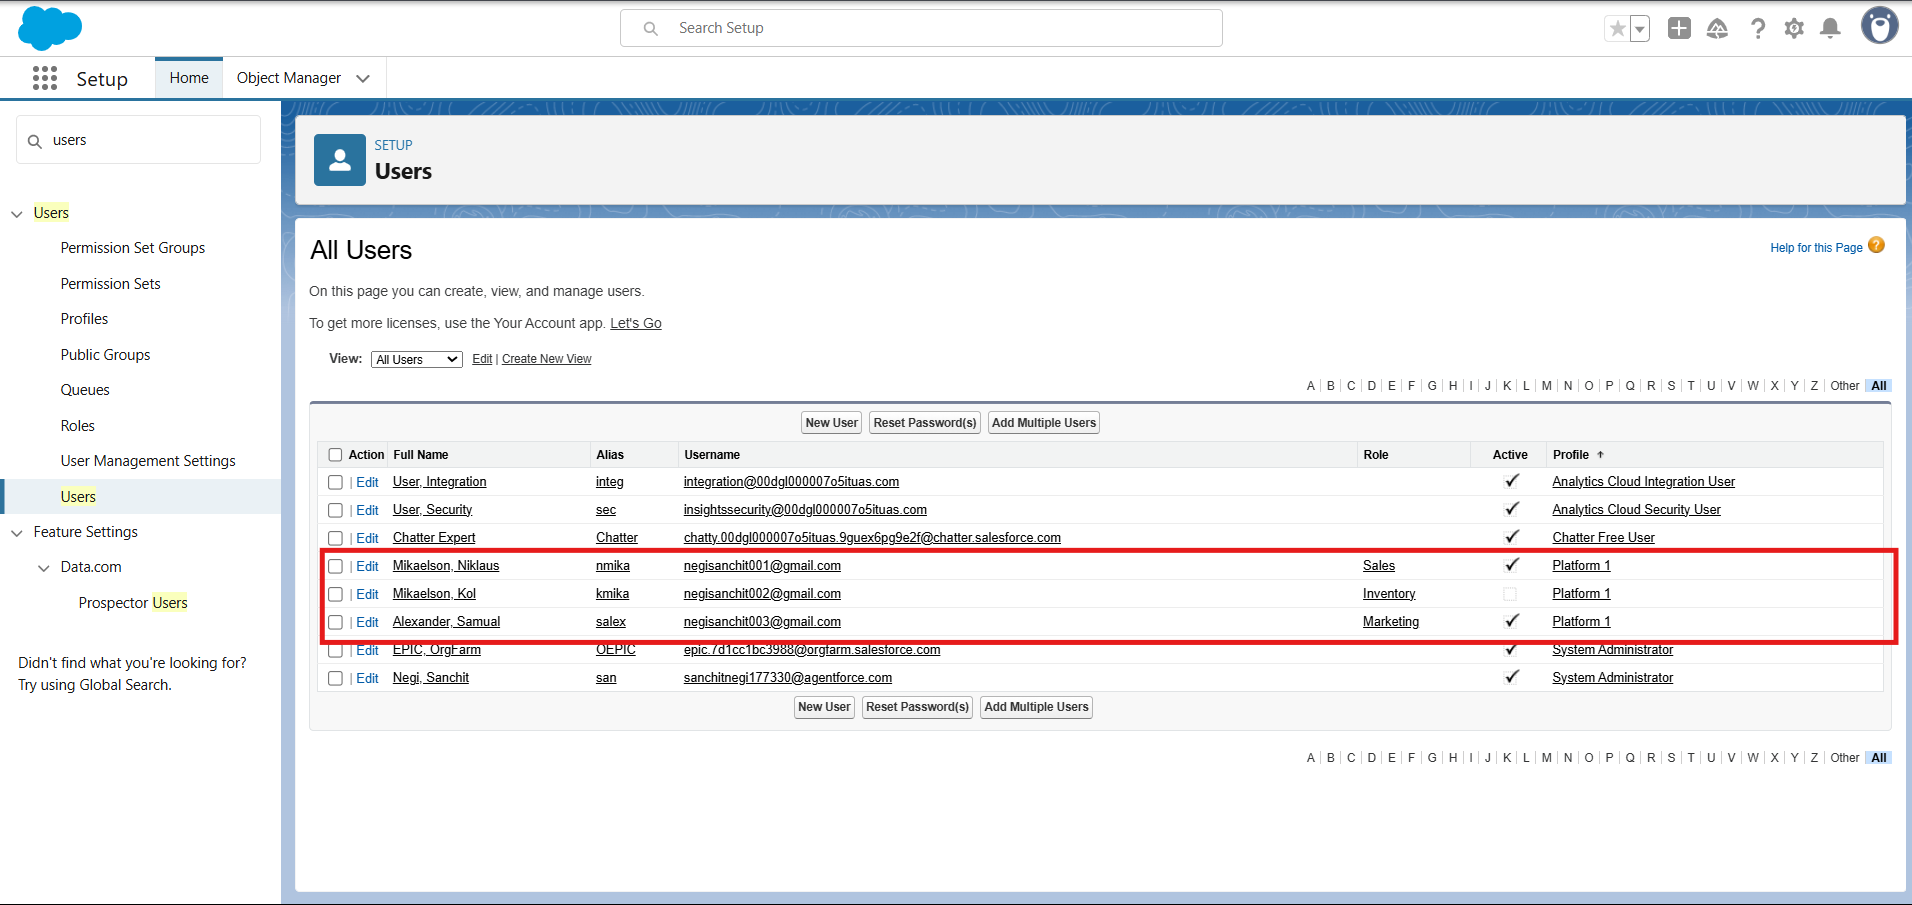 Search Setup
Setup
Home
Object Manager
users
Users
Permission Set Groups
Permission Sets
Profiles
Public Groups
Queues
Roles
User Management Settings
Users
Feature Settings
Data.com
Prospector Users
Didn't find what you're looking for?
Try using Global Search.
SETUP
Users
All Users
Help for this Page ?
On this page you can create, view, and manage users.
To get more licenses, use the Your Account app. Let's Go
View: All Users Edit | Create New View
A B C D E F G H I J K L M N O P Q R S T U V W X Y Z Other All
New User Reset Password(s) Add Multiple Users
Action Full Name Alias Username Role Active Profile
Edit User, Integration integ integration@00dgl000007o5ituas.com Analytics Cloud Integration User
Edit User, Security sec insightssecurity@00dgl000007o5ituas.com Analytics Cloud Security User
Edit Chatter Expert Chatter chatty.00dgl000007o5ituas.9guex6pg9e2f@chatter.salesforce.com Chatter Free User
Edit Mikaelson, Niklaus nmika negisanchit001@gmail.com Sales Platform 1
Edit Mikaelson, Kol kmika negisanchit002@gmail.com Inventory Platform 1
Edit Alexander, Samual salex negisanchit003@gmail.com Marketing Platform 1
Edit EPIC, OrgFarm OEPIC epic.7d1cc1bc3988@orgfarm.salesforce.com System Administrator
Edit Negi, Sanchit san sanchitnegi177330@agentforce.com System Administrator
New User Reset Password(s) Add Multiple Users
A B C D E F G H I J K L M N O P Q R S T U V W X Y Z Other All